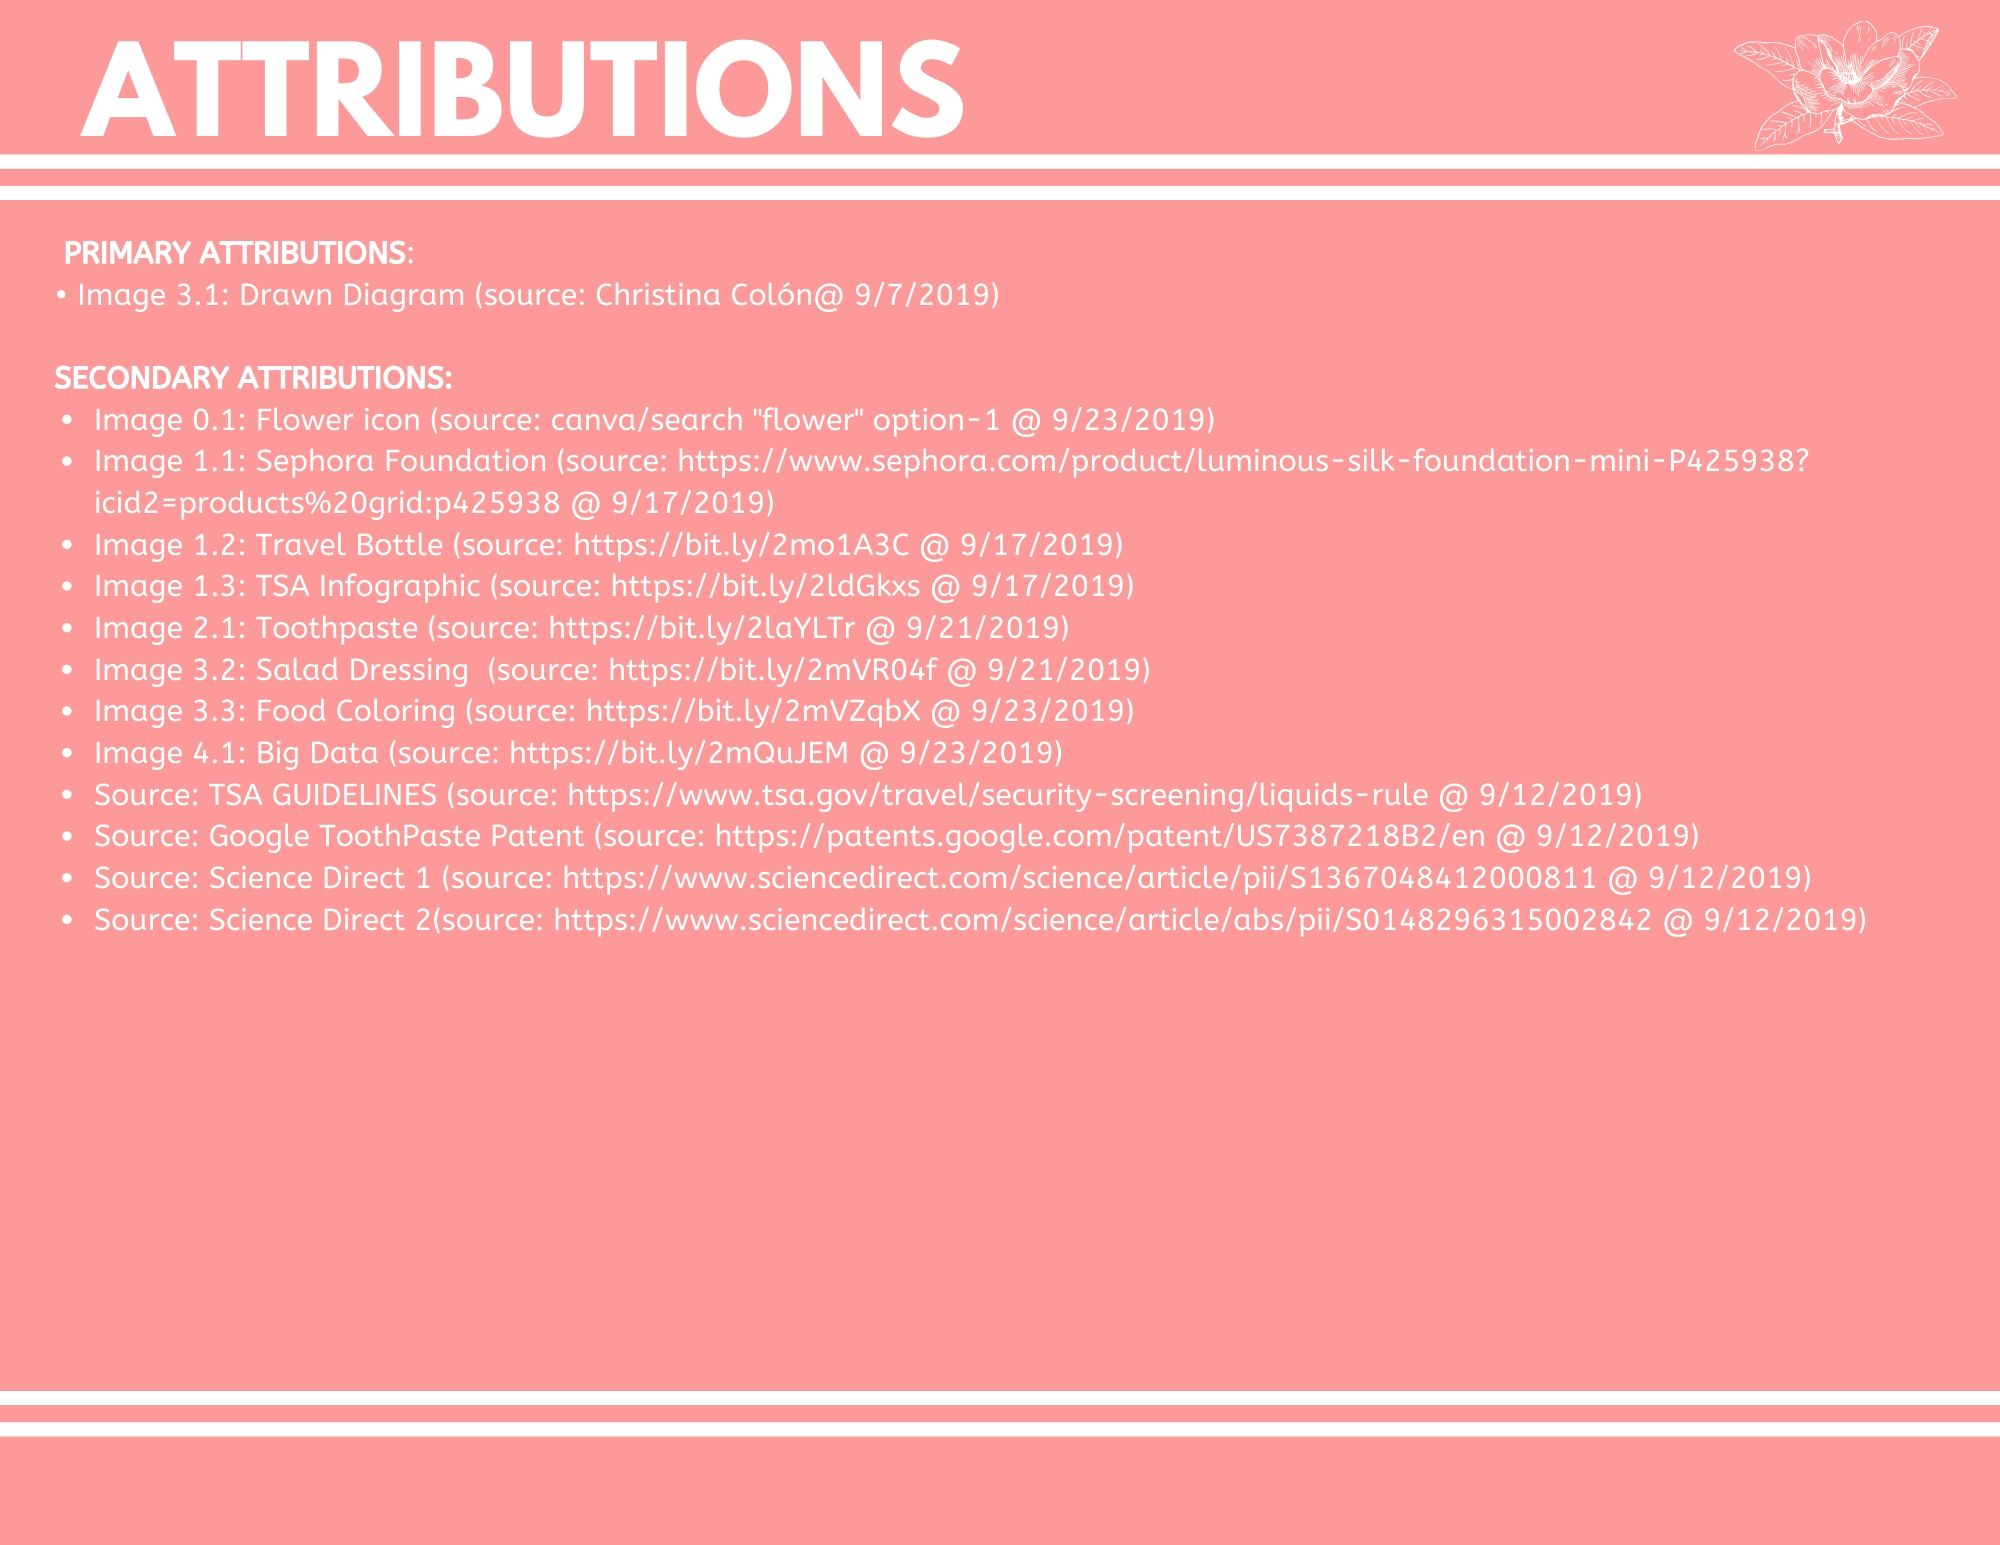 ATTRIBUTIONS
PRIMARY ATTRIBUTIONS:
• Image 3.1: Drawn Diagram (source: Christina Colón@ 9/7/2019)
SECONDARY ATTRIBUTIONS:
• Image 0.1: Flower icon (source: canva/search "flower" option-1 @ 9/23/2019)
• Image 1.1: Sephora Foundation (source: https://www.sephora.com/product/luminous-silk-foundation-mini-P425938?
icid2=products%20grid:p425938 @ 9/17/2019)
• Image 1.2: Travel Bottle (source: https://bit.ly/2mo1A3C @ 9/17/2019)
• Image 1.3: TSA Infographic (source: https://bit.ly/2ldGkxs @ 9/17/2019)
• Image 2.1: Toothpaste (source: https://bit.ly/2laYLTr @ 9/21/2019)
• Image 3.2: Salad Dressing  (source: https://bit.ly/2mVR04f @ 9/21/2019)
• Image 3.3: Food Coloring (source: https://bit.ly/2mVZqbX @ 9/23/2019)
• Image 4.1: Big Data (source: https://bit.ly/2mQuJEM @ 9/23/2019)
• Source: TSA GUIDELINES (source: https://www.tsa.gov/travel/security-screening/liquids-rule @ 9/12/2019)
• Source: Google ToothPaste Patent (source: https://patents.google.com/patent/US7387218B2/en @ 9/12/2019)
• Source: Science Direct 1 (source: https://www.sciencedirect.com/science/article/pii/S1367048412000811 @ 9/12/2019)
• Source: Science Direct 2(source: https://www.sciencedirect.com/science/article/abs/pii/S0148296315002842 @ 9/12/2019)